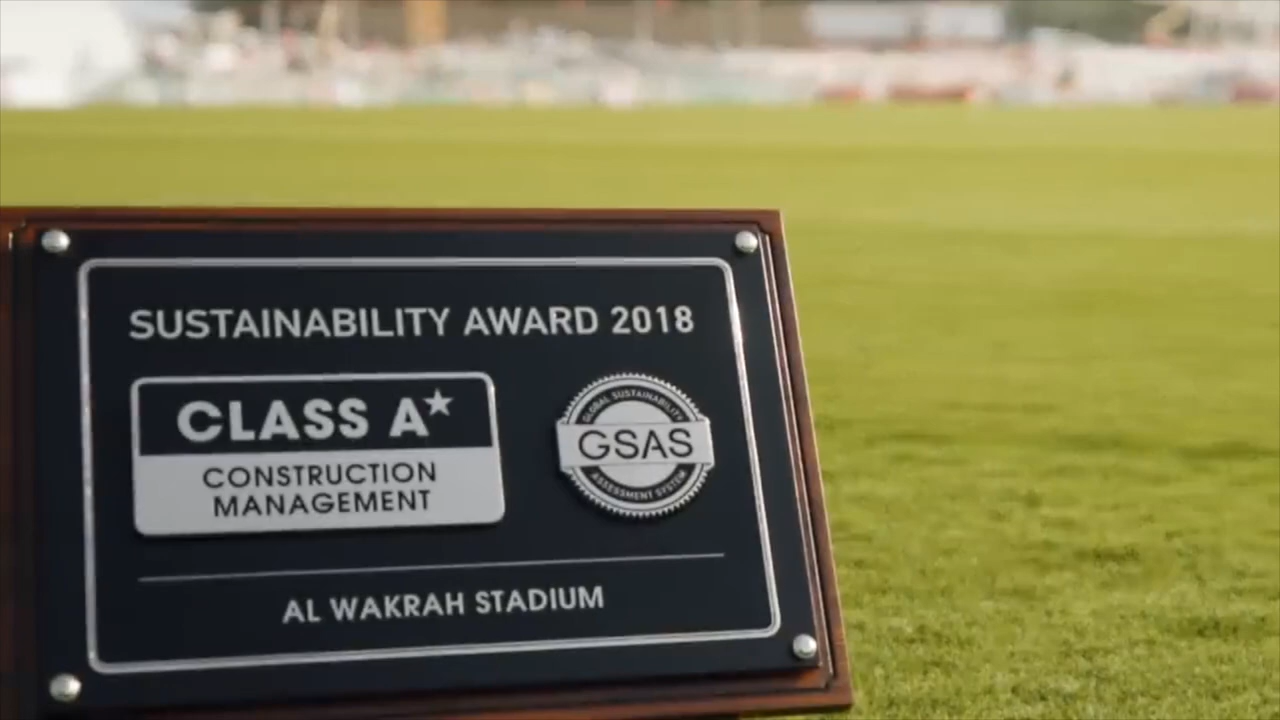 SUSTAINABILITY AWARD 2018
CLASS A★
CONSTRUCTION
MANAGEMENT
GLOBAL SUSTAINABILITY
GSAS
ASSESSMENT SYSTEM
AL WAKRAH STADIUM